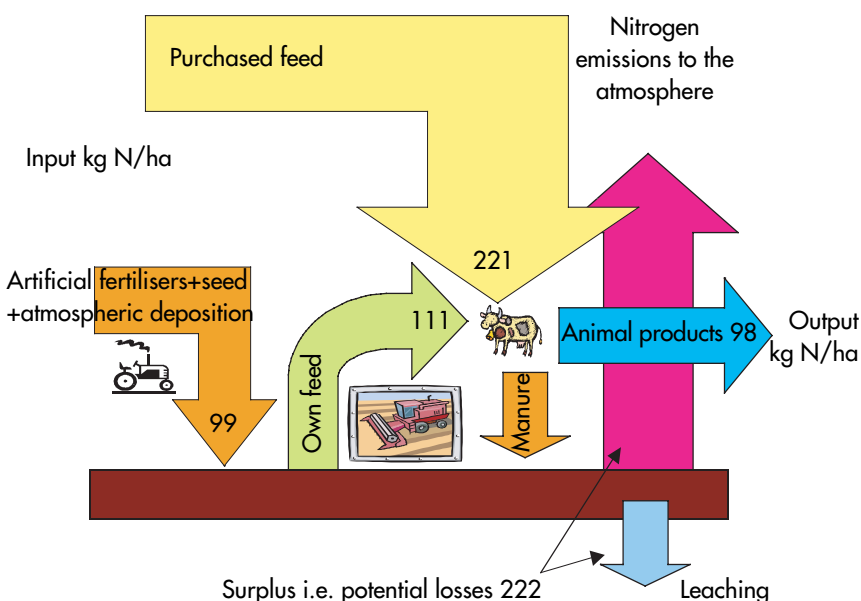 Purchased feed
Nitrogen
emissions to the
atmosphere
Input kg N/ha
221
Artificial fertilisers+seed
+atmospheric deposition
111
Animal products 98
Output
kg N/ha
99
Own feed
Manure
Surplus i.e. potential losses 222
Leaching